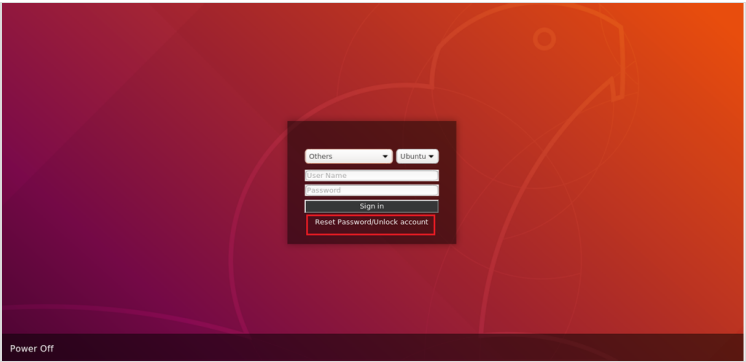 Others Ubuntu
User Name
Password
Sign in
Reset Password/Unlock account
Power Off